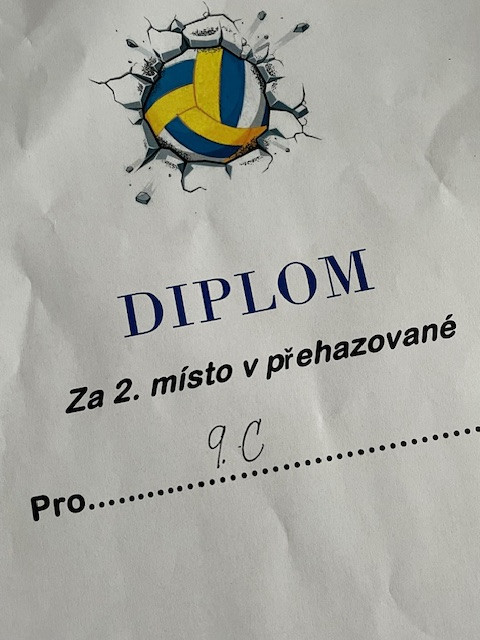 DIPLOM
Za 2. místo v přehazované
9. C
Pro........................................